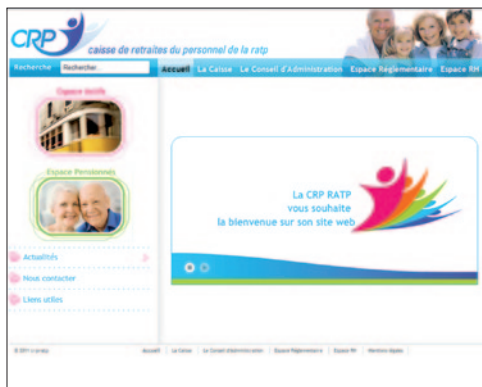 CRP
caisse de retraites du personnel de la ratp
Recherche Rechercher... Accueil La Caisse Le Conseil d'Administration Espace Réglementaire Espace RH
Espace Actifs
Espace Pensionnés
La CRP RATP
vous souhaite
la bienvenue sur son site web
Actualités
Nous contacter
Liens utiles
© 2011
Accueil La Caisse Le Conseil d'Administration Espace Réglementaire Espace RH Mentions légales